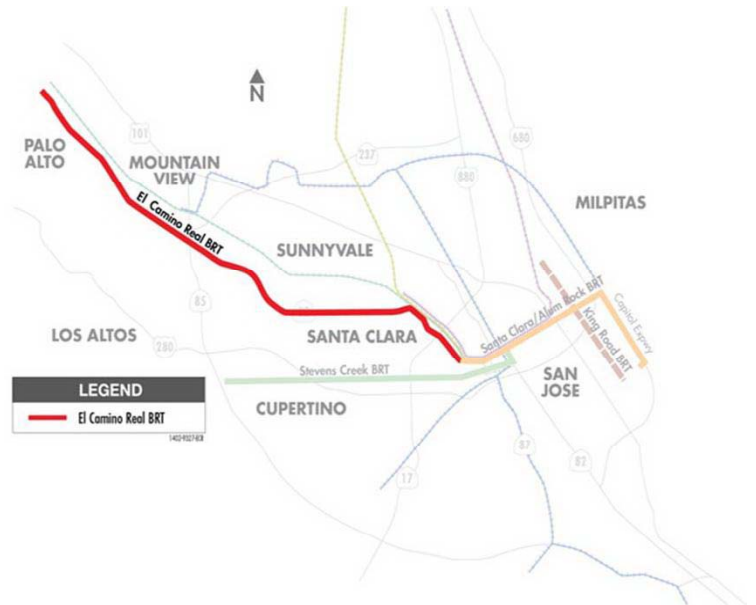 N
PALO
ALTO
101
MOUNTAIN
VIEW
237
680
880
MILPITAS
El Camino Real BRT
SUNNYVALE
85
LOS ALTOS
280
SANTA CLARA
Santa Clara/Alum Rock BRT
Capitol Expwy
King Road BRT
Stevens Creek BRT
SAN
JOSE
CUPERTINO
LEGEND
El Camino Real BRT
87
82
17